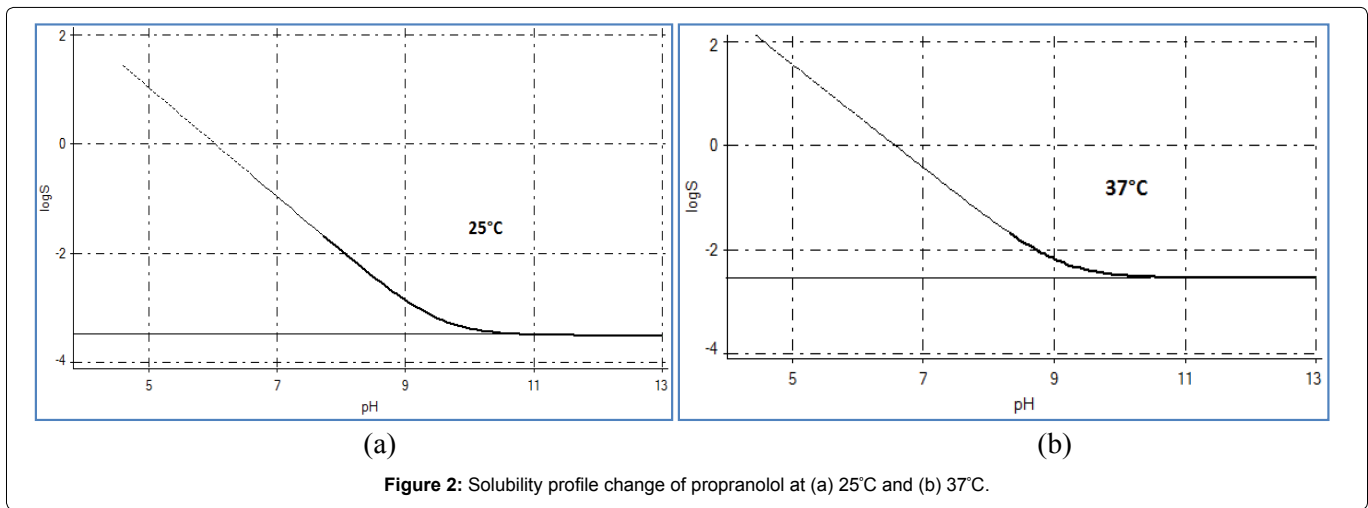 2
0
-2
-4
logS
25°C
5 7 9 11 13
pH
(a)
2
0
-2
-4
logS
37°C
5 7 9 11 13
pH
(b)
Figure 2: Solubility profile change of propranolol at (a) 25°C and (b) 37°C.